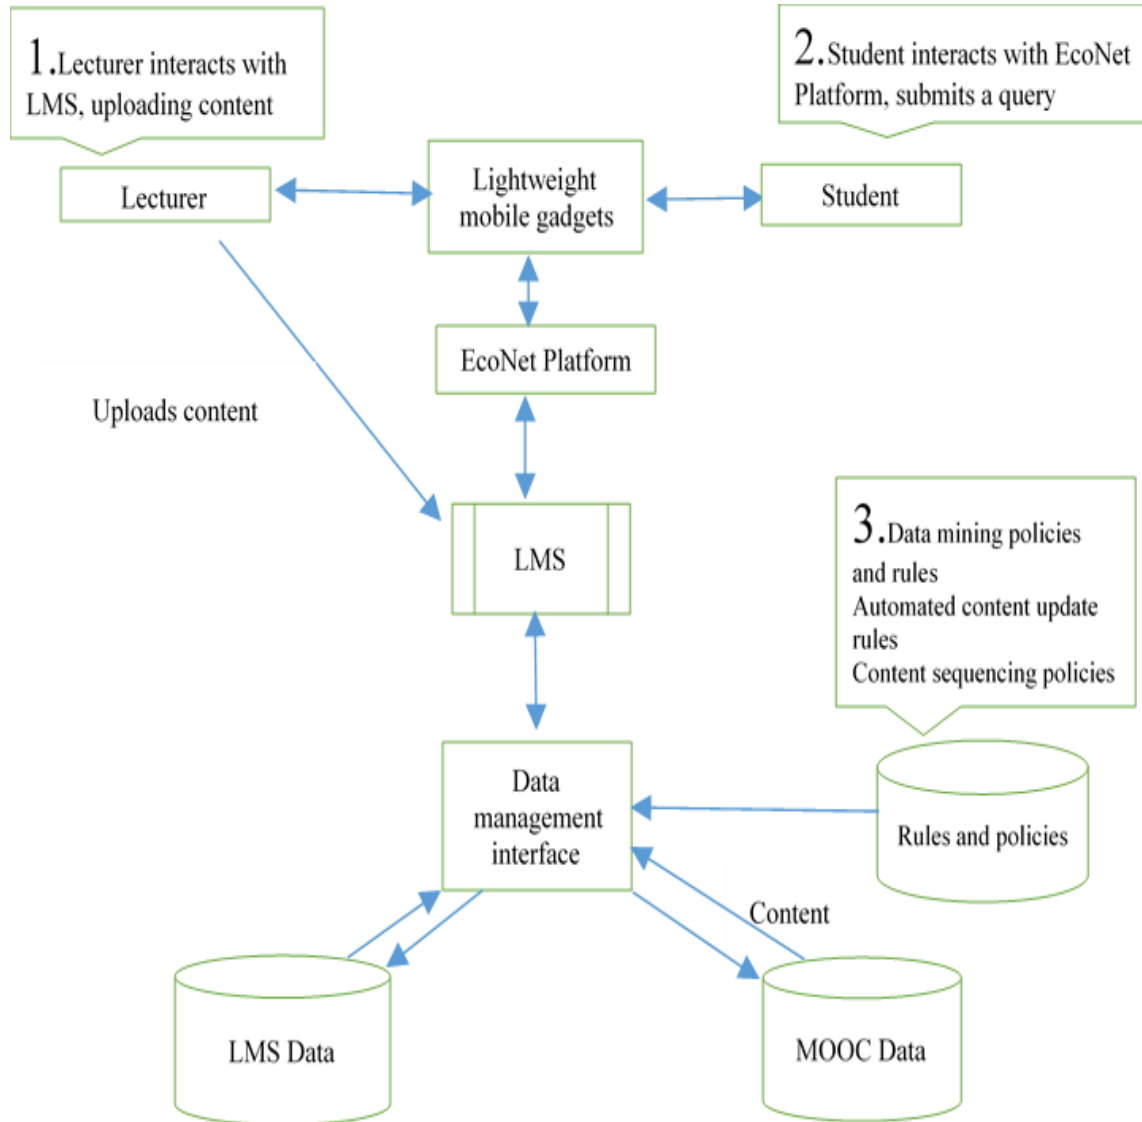 1.Lecturer interacts with
LMS, uploading content
2.Student interacts with EcoNet
Platform, submits a query
Lecturer
Lightweight
mobile gadgets
Student
EcoNet Platform
Uploads content
LMS
3.Data mining policies
and rules
Automated content update
rules
Content sequencing policies
Data
management
interface
Rules and policies
Content
LMS Data
MOOC Data